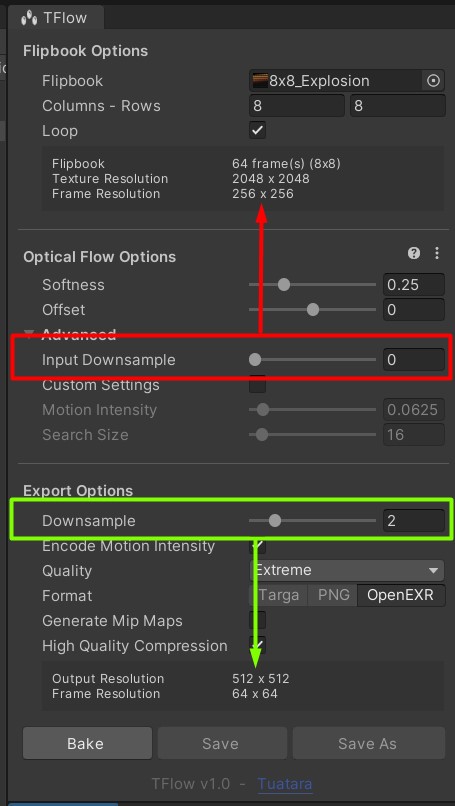 TFlow
Flipbook Options
Flipbook 8x8_Explosion
Columns - Rows 8 8
Loop
Flipbook 64 frame(s) (8x8)
Texture Resolution 2048 x 2048
Frame Resolution 256 x 256
Optical Flow Options
Softness 0.25
Offset 0
Advanced
Input Downsample 0
Custom Settings
Motion Intensity 0.0625
Search Size 16
Export Options
Downsample 2
Encode Motion Intensity
Quality Extreme
Format Targa PNG OpenEXR
Generate Mip Maps
High Quality Compression
Output Resolution 512 x 512
Frame Resolution 64 x 64
Bake Save Save As
TFlow v1.0 - Tuatara